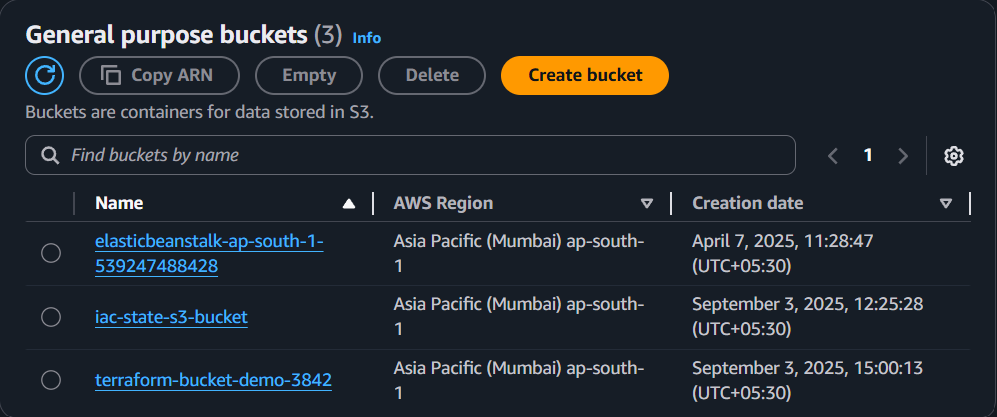 General purpose buckets (3) Info
Copy ARN Empty Delete Create bucket
Buckets are containers for data stored in S3.
Find buckets by name 1
Name AWS Region Creation date
elasticbeanstalk-ap-south-1- Asia Pacific (Mumbai) ap-south- April 7, 2025, 11:28:47
539247488428 1 (UTC+05:30)
iac-state-s3-bucket Asia Pacific (Mumbai) ap-south- September 3, 2025, 12:25:28
1 (UTC+05:30)
terraform-bucket-demo-3842 Asia Pacific (Mumbai) ap-south- September 3, 2025, 15:00:13
1 (UTC+05:30)